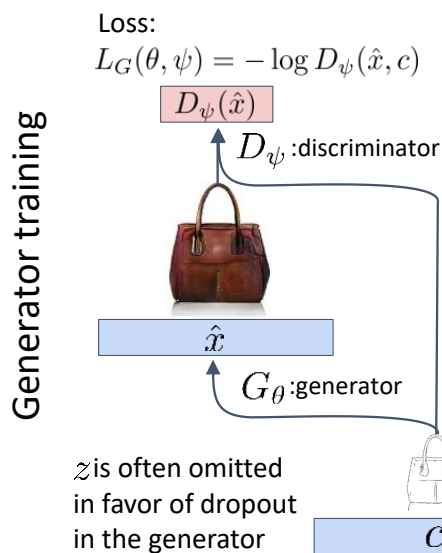 Loss:
L_G(θ, ψ) = − log D_ψ(x̂, c)
D_ψ(x̂)
D_ψ :discriminator
Generator training
x̂
G_θ :generator
z is often omitted
in favor of dropout
in the generator
c